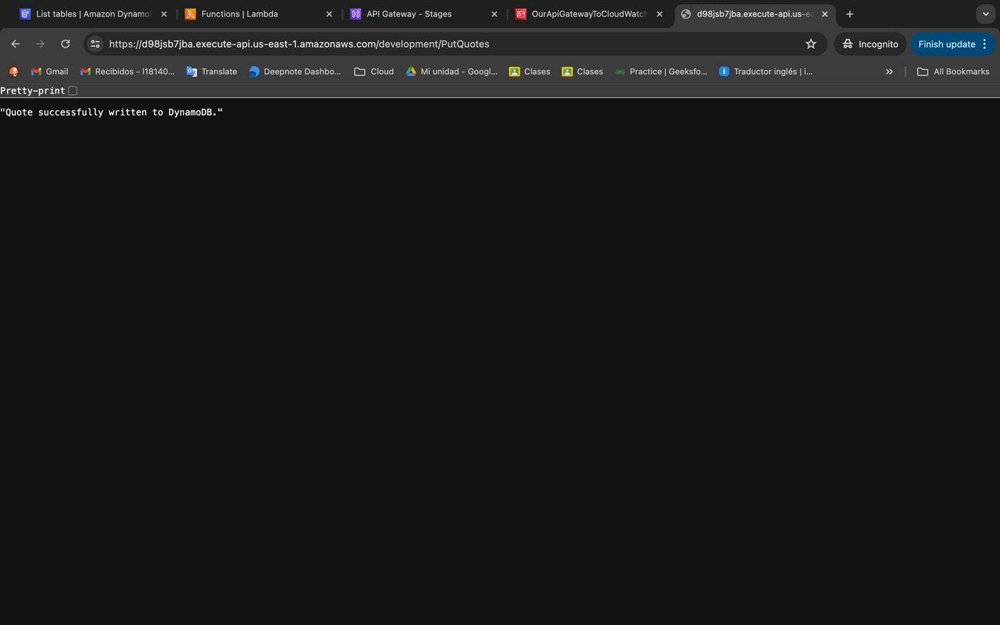 List tables | Amazon Dynamo
Functions | Lambda
API Gateway - Stages
OurApiGatewayToCloudWatch
d98jsb7jba.execute-api.us-ea
https://d98jsb7jba.execute-api.us-east-1.amazonaws.com/development/PutQuotes
Incognito
Finish update
Gmail
Recibidos - l18140...
Translate
Deepnote Dashbo...
Cloud
Mi unidad - Googl...
Clases
Clases
Practice | Geeksfo...
Traductor inglés | i...
All Bookmarks
Pretty-print
"Quote successfully written to DynamoDB."